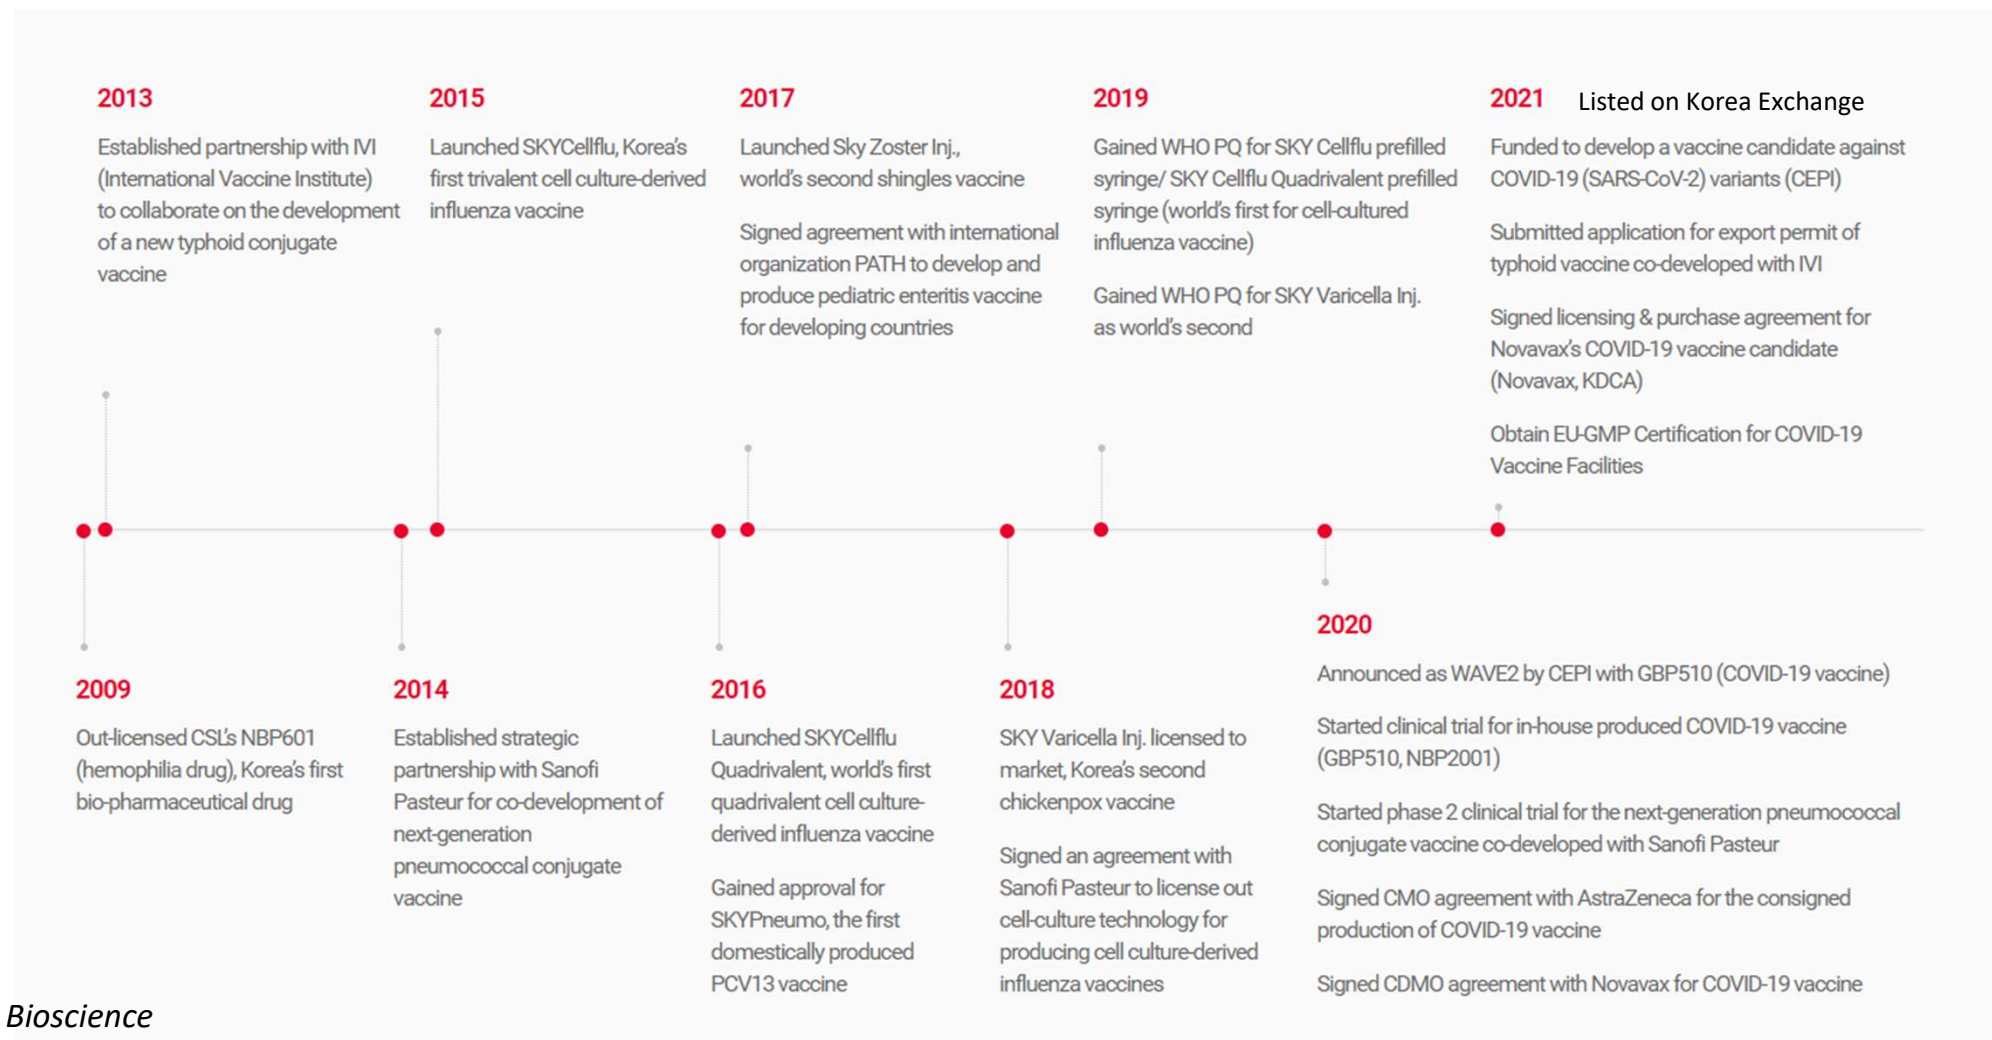 2013
Established partnership with IVI
(International Vaccine Institute)
to collaborate on the development
of a new typhoid conjugate
vaccine
2015
Launched SKYCellflu, Korea's
first trivalent cell culture-derived
influenza vaccine
2017
Launched Sky Zoster Inj.,
world's second shingles vaccine
Signed agreement with international
organization PATH to develop and
produce pediatric enteritis vaccine
for developing countries
2019
Gained WHO PQ for SKY Cellflu prefilled
syringe/ SKY Cellflu Quadrivalent prefilled
syringe (world's first for cell-cultured
influenza vaccine)
Gained WHO PQ for SKY Varicella Inj.
as world's second
2021 Listed on Korea Exchange
Funded to develop a vaccine candidate against
COVID-19 (SARS-CoV-2) variants (CEPI)
Submitted application for export permit of
typhoid vaccine co-developed with IVI
Signed licensing & purchase agreement for
Novavax's COVID-19 vaccine candidate
(Novavax, KDCA)
Obtain EU-GMP Certification for COVID-19
Vaccine Facilities
2009
Out-licensed CSL's NBP601
(hemophilia drug), Korea's first
bio-pharmaceutical drug
2014
Established strategic
partnership with Sanofi
Pasteur for co-development of
next-generation
pneumococcal conjugate
vaccine
2016
Launched SKYCellflu
Quadrivalent, world's first
quadrivalent cell culture-
derived influenza vaccine
Gained approval for
SKYPneumo, the first
domestically produced
PCV13 vaccine
2018
SKY Varicella Inj. licensed to
market, Korea's second
chickenpox vaccine
Signed an agreement with
Sanofi Pasteur to license out
cell-culture technology for
producing cell culture-derived
influenza vaccines
2020
Announced as WAVE2 by CEPI with GBP510 (COVID-19 vaccine)
Started clinical trial for in-house produced COVID-19 vaccine
(GBP510, NBP2001)
Started phase 2 clinical trial for the next-generation pneumococcal
conjugate vaccine co-developed with Sanofi Pasteur
Signed CMO agreement with AstraZeneca for the consigned
production of COVID-19 vaccine
Signed CDMO agreement with Novavax for COVID-19 vaccine
Bioscience